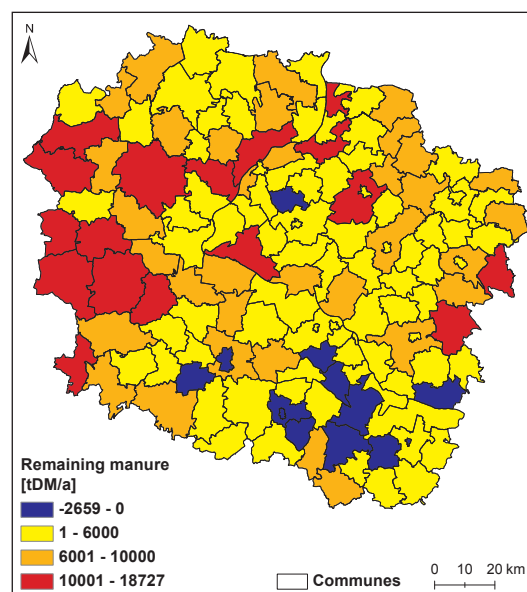 N
Remaining manure
[tDM/a]
-2659 - 0
1 - 6000
6001 - 10000
10001 - 18727
Communes
0 10 20 km